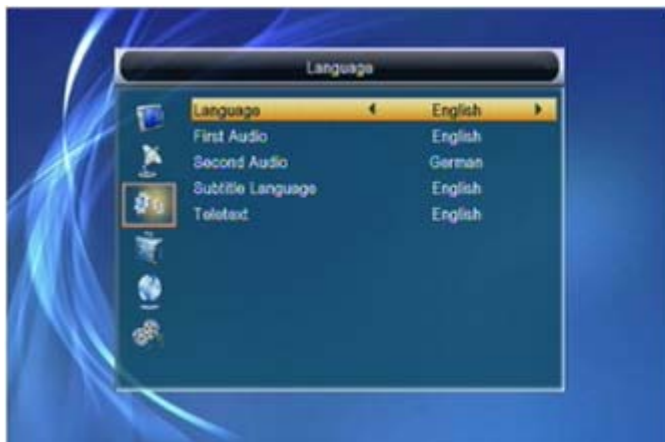 Language
Language English
First Audio English
Second Audio German
Subtitle Language English
Teletext English